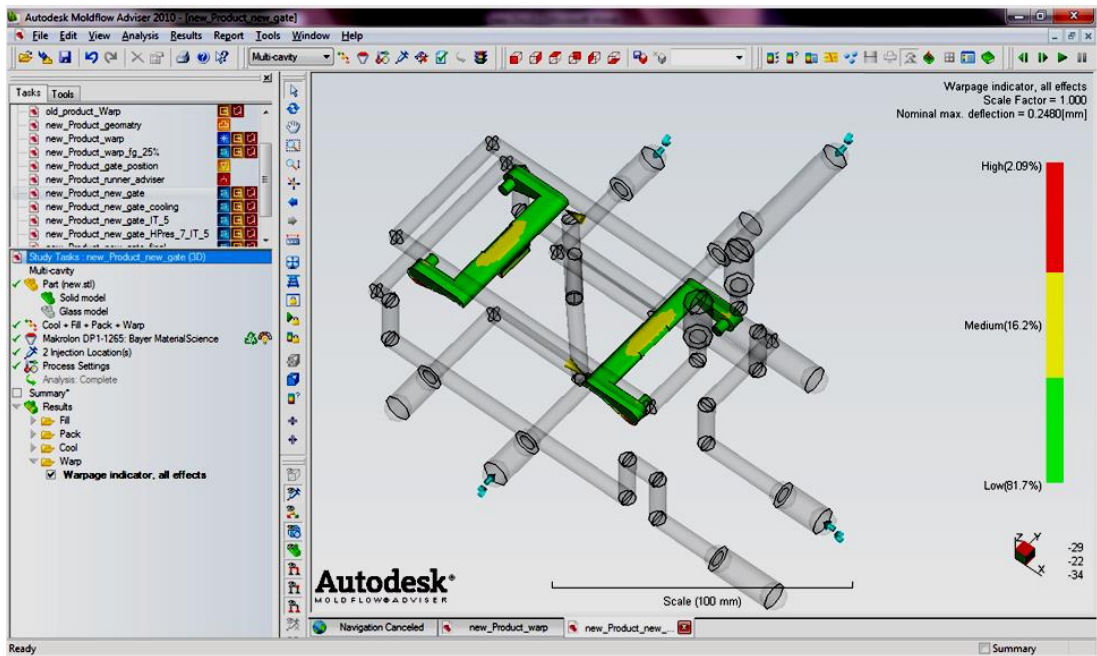 Autodesk Moldflow Adviser 2010 - [new_Product_new_gate]
File Edit View Analysis Results Report Tools Window Help
Multi-cavity
Tasks Tools
old_product_Warp
new_Product_geometry
new_Product_warp
new_Product_warp_fg_25%
new_Product_gate_position
new_Product_runner_adviser
new_Product_new_gate
new_Product_new_gate_cooling
new_Product_new_gate_IT_5
new_Product_new_gate_HPres_7_IT_5
Study Tasks : new_Product_new_gate (3D)
Multi-cavity
Part (new.stl)
Solid model
Glass model
Cool + Fill + Pack + Warp
Makrolon DP1-1265: Bayer MaterialScience
2 Injection Location(s)
Process Settings
Analysis: Complete
Summary*
Results
Fill
Pack
Cool
Warp
Warpage indicator, all effects
Warpage indicator, all effects
Scale Factor = 1.000
Nominal max. deflection = 0.2480[mm]
High(2.09%)
Medium(16.2%)
Low(81.7%)
Z Y
X
-29
-22
-34
Autodesk®
MOLDFLOW® ADVISER
Scale (100 mm)
Navigation Canceled new_Product_warp new_Product_new_...
Ready Summary